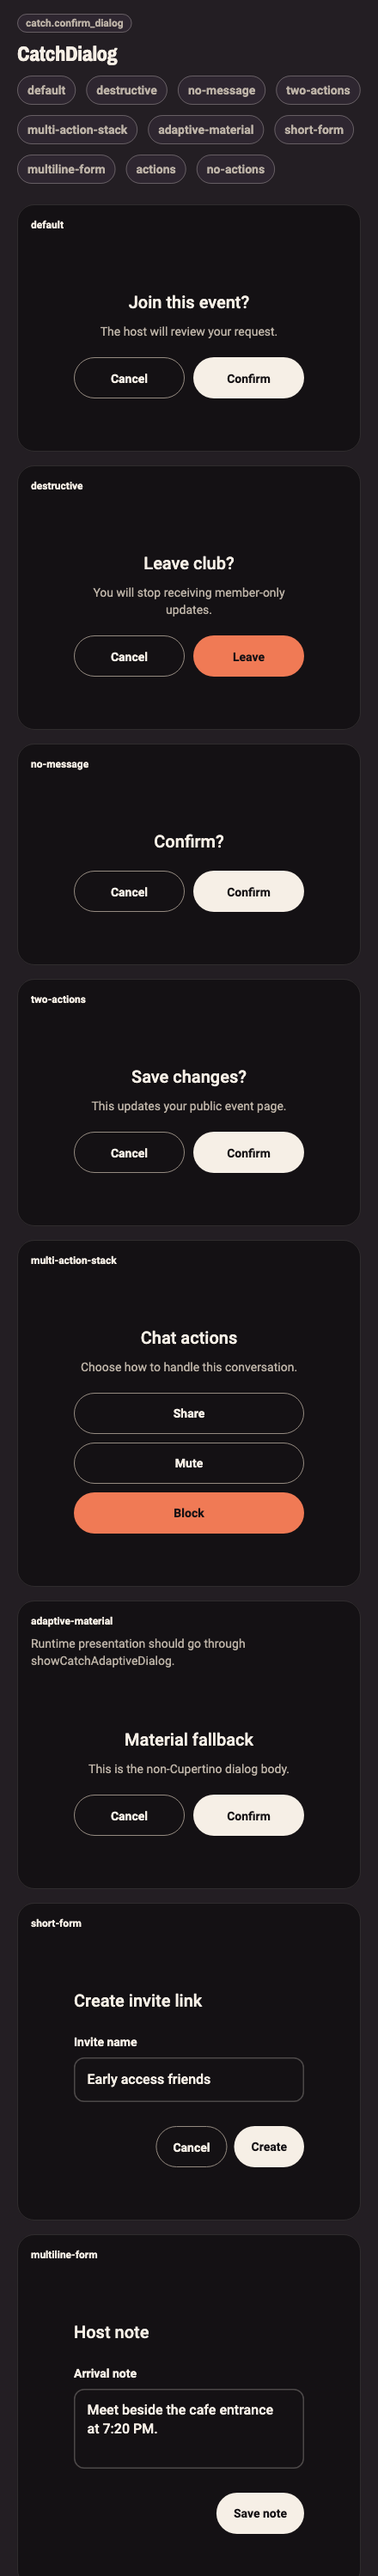 catch.confirm_dialog
CatchDialog
default
destructive
no-message
two-actions
multi-action-stack
adaptive-material
short-form
multiline-form
actions
no-actions
default
Join this event?
The host will review your request.
Cancel
Confirm
destructive
Leave club?
You will stop receiving member-only
updates.
Cancel
Leave
no-message
Confirm?
Cancel
Confirm
two-actions
Save changes?
This updates your public event page.
Cancel
Confirm
multi-action-stack
Chat actions
Choose how to handle this conversation.
Share
Mute
Block
adaptive-material
Runtime presentation should go through
showCatchAdaptiveDialog.
Material fallback
This is the non-Cupertino dialog body.
Cancel
Confirm
short-form
Create invite link
Invite name
Early access friends
Cancel
Create
multiline-form
Host note
Arrival note
Meet beside the cafe entrance
at 7:20 PM.
Save note